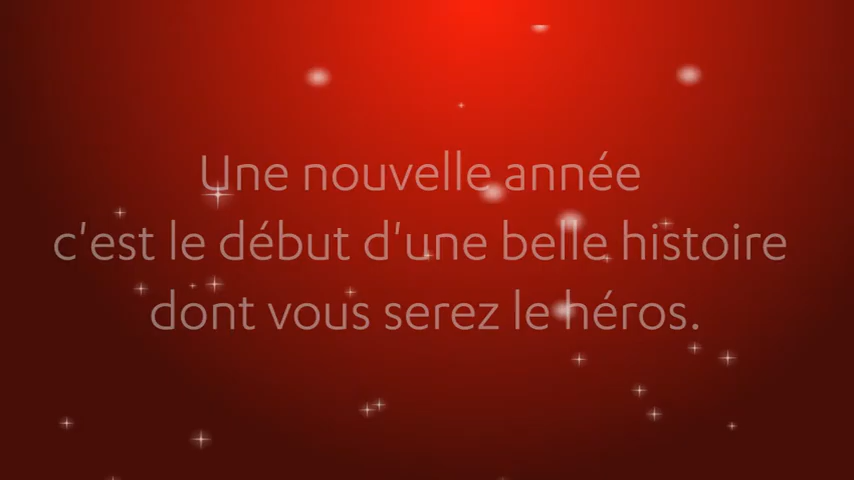 Une nouvelle année
c'est le début d'une belle histoire
dont vous serez le héros.